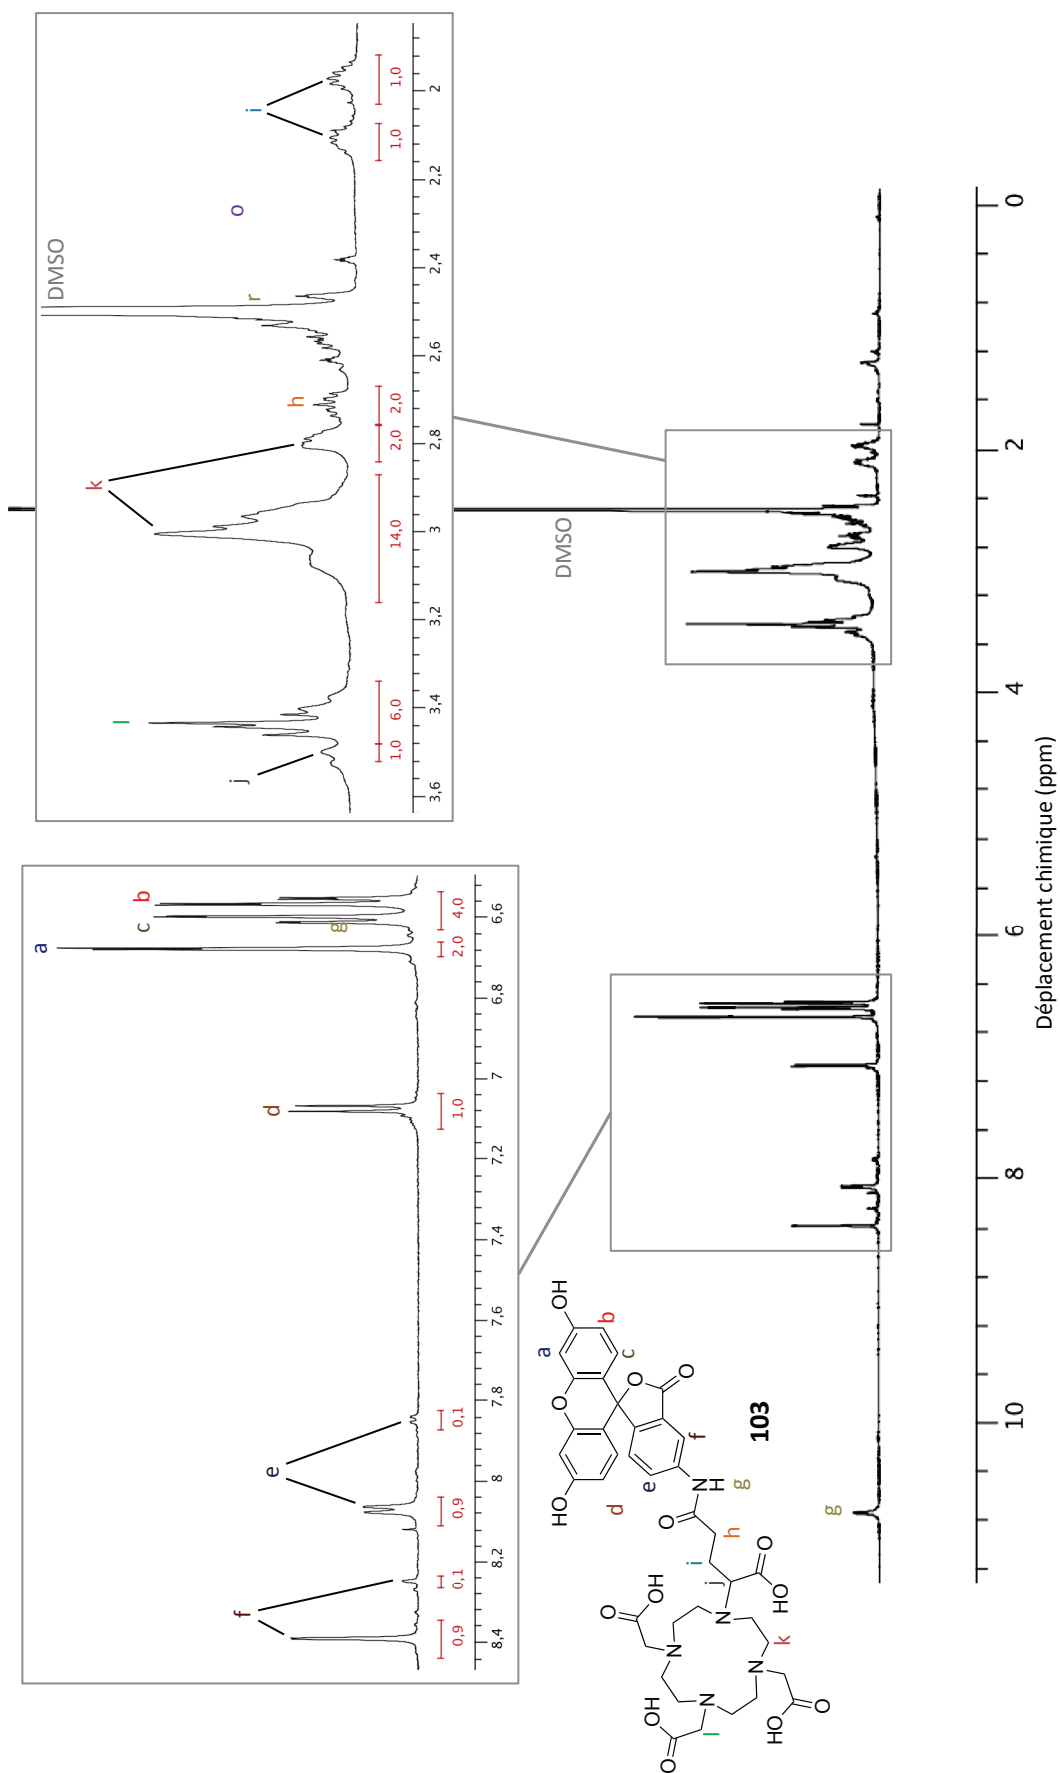 a
b
c
g
d
e
f
2,0
4,0
1,0
0,1
0,9
0,1
0,9
8,4
8,2
8
7,8
7,6
7,4
7,2
7
6,8
6,6
DMSO
j
l
k
h
r
o
i
1,0
6,0
14,0
2,0
2,0
1,0
1,0
3,6
3,4
3,2
3
2,8
2,6
2,4
2,2
2
HO
O
OH
a
b
c
d
O
O
e
f
103
O
N
H
g
h
i
j
O
OH
O
OH
N
N
N
N
k
O
OH
l
O
HO
g
DMSO
10
8
6
4
2
0
Déplacement chimique (ppm)